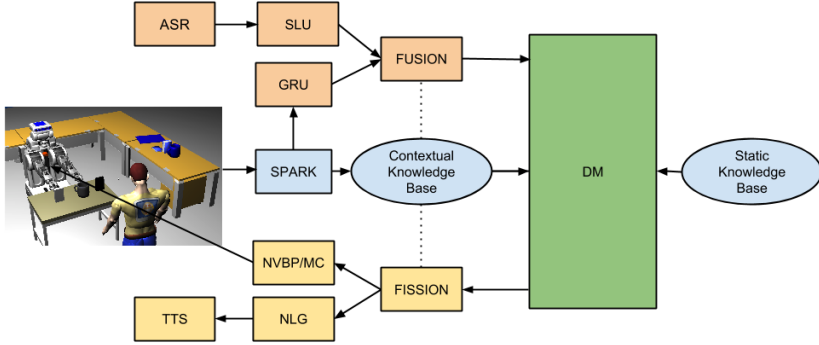 ASR
SLU
FUSION
GRU
SPARK
Contextual
Knowledge
Base
DM
Static
Knowledge
Base
NVBP/MC
FISSION
TTS
NLG